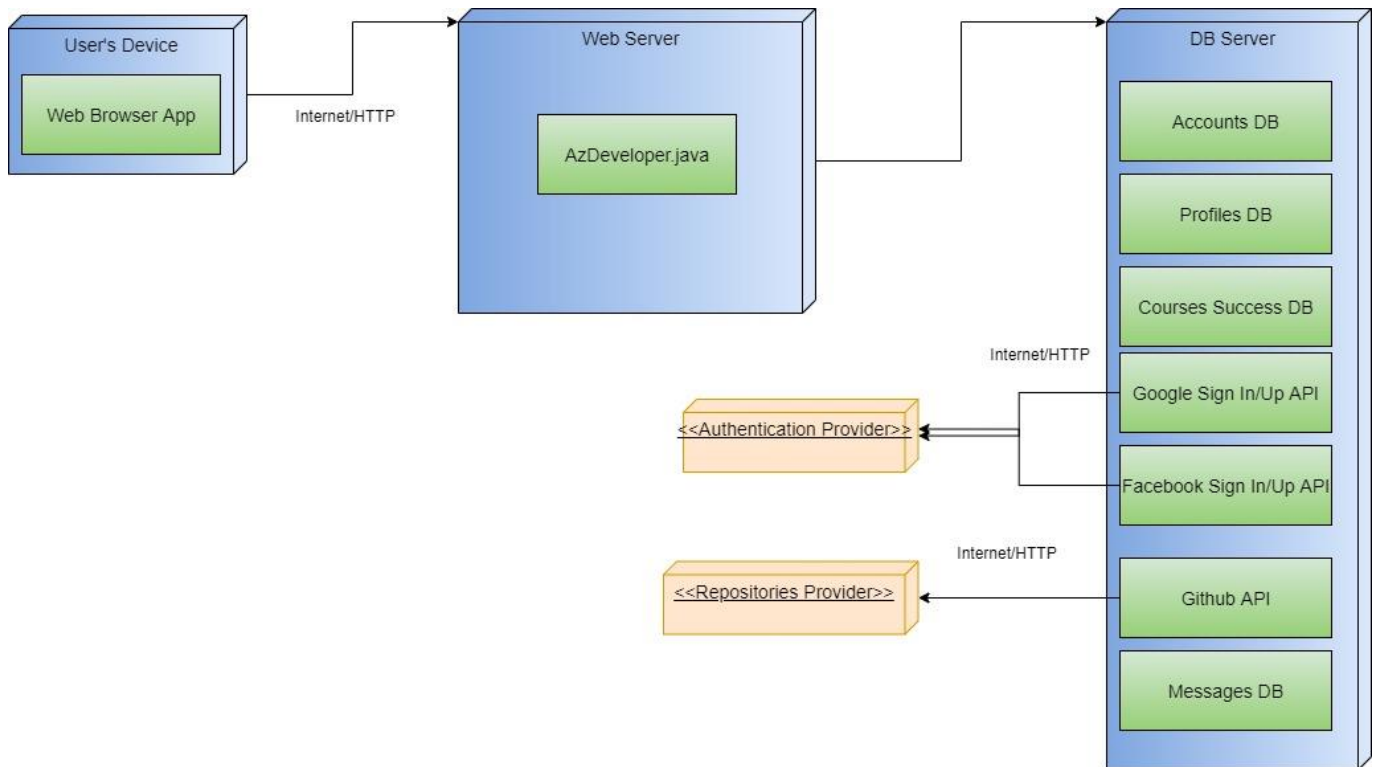 User's Device
Web Browser App
Internet/HTTP
Web Server
AzDeveloper.java
DB Server
Accounts DB
Profiles DB
Courses Success DB
Internet/HTTP
Google Sign In/Up API
<<Authentication Provider>>
Facebook Sign In/Up API
Internet/HTTP
<<Repositories Provider>>
Github API
Messages DB